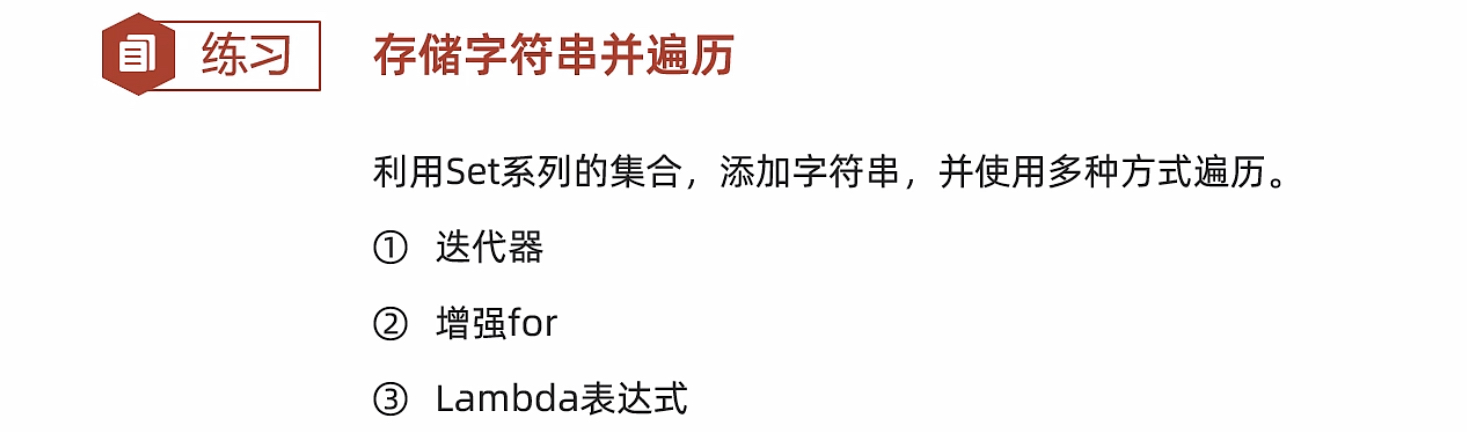 练习 存储字符串并遍历
利用Set系列的集合，添加字符串，并使用多种方式遍历。
① 迭代器
② 增强for
③ Lambda表达式